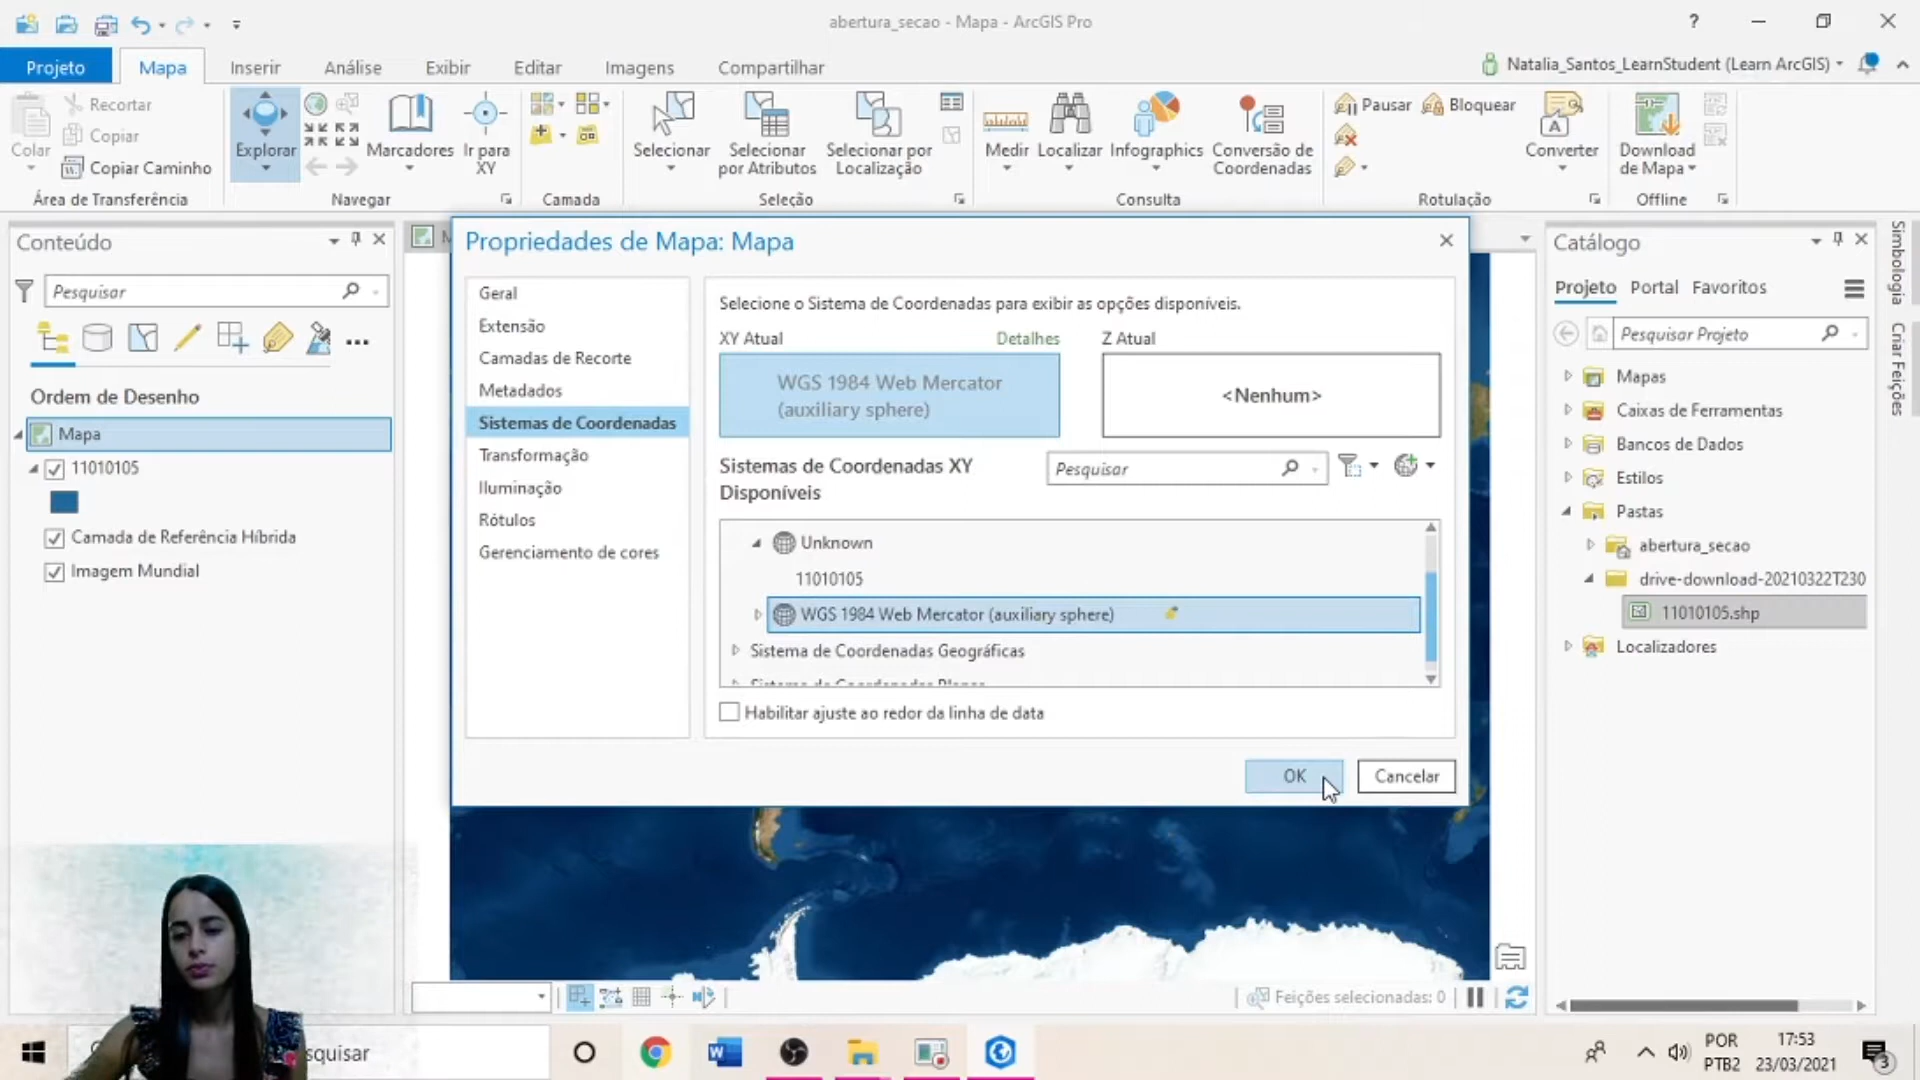 abertura_secao - Mapa - ArcGIS Pro
?
Projeto
Mapa
Inserir
Análise
Exibir
Editar
Imagens
Compartilhar
Natalia_Santos_LearnStudent (Learn ArcGIS)
Colar
Recortar
Copiar
Copiar Caminho
Área de Transferência
Explorar
Marcadores
Ir para
XY
Navegar
Camada
Selecionar
Selecionar
por Atributos
Selecionar por
Localização
Seleção
Medir
Localizar
Infographics
Conversão de
Coordenadas
Consulta
Pausar
Bloquear
Converter
Rotulação
Download
de Mapa
Offline
Conteúdo
Pesquisar
Ordem de Desenho
Mapa
11010105
Camada de Referência Híbrida
Imagem Mundial
Propriedades de Mapa: Mapa
Geral
Extensão
Camadas de Recorte
Metadados
Sistemas de Coordenadas
Transformação
Iluminação
Rótulos
Gerenciamento de cores
Selecione o Sistema de Coordenadas para exibir as opções disponíveis.
XY Atual
Detalhes
Z Atual
WGS 1984 Web Mercator
(auxiliary sphere)
<Nenhum>
Sistemas de Coordenadas XY
Disponíveis
Pesquisar
Unknown
11010105
WGS 1984 Web Mercator (auxiliary sphere)
Sistema de Coordenadas Geográficas
Habilitar ajuste ao redor da linha de data
OK
Cancelar
Catálogo
Projeto
Portal
Favoritos
Pesquisar Projeto
Mapas
Caixas de Ferramentas
Bancos de Dados
Estilos
Pastas
abertura_secao
drive-download-20210322T230
11010105.shp
Localizadores
Simbologia
Criar Feições
Feições selecionadas: 0
squisar
POR
PTB2
17:53
23/03/2021
3